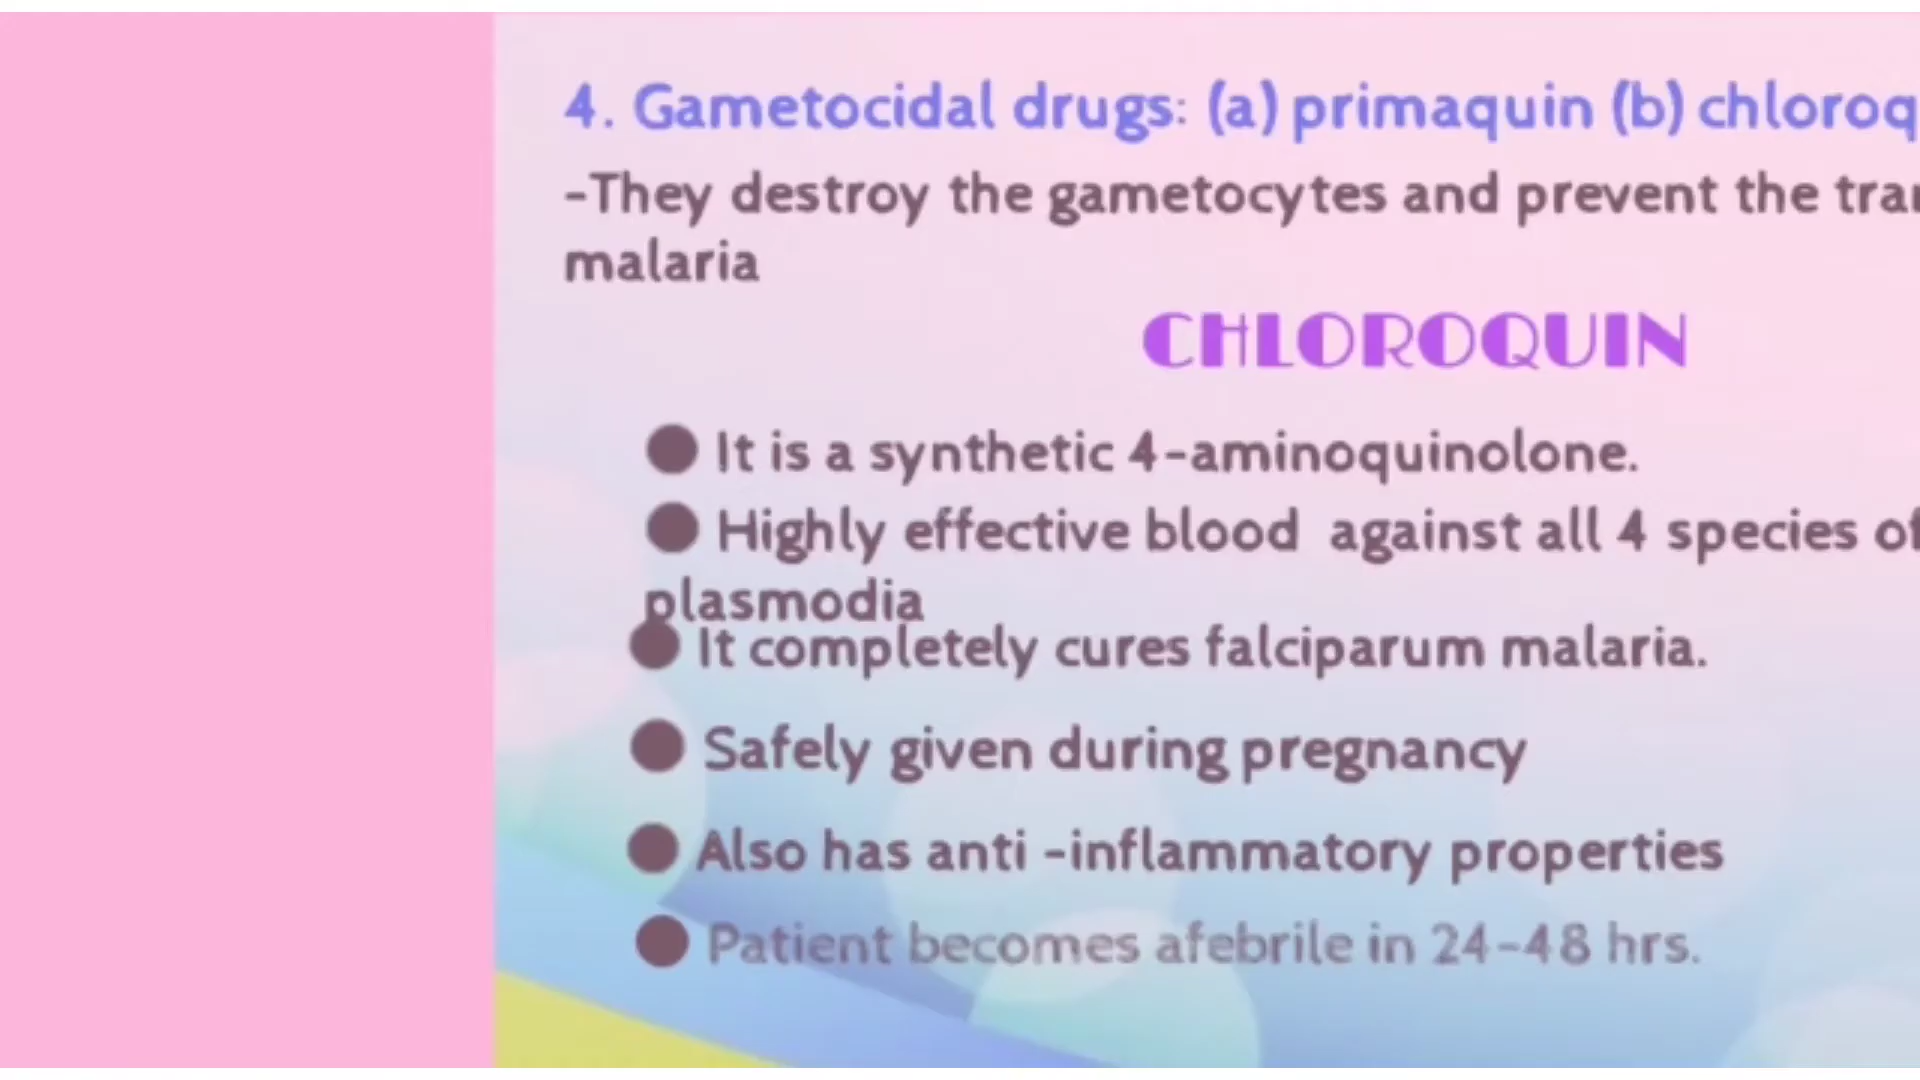 4. Gametocidal drugs: (a) primaquin (b) chloroq
-They destroy the gametocytes and prevent the
malaria
CHLOROQUIN
● It is a synthetic 4-aminoquinolone.
● Highly effective blood against all 4 species of
plasmodia
● It completely cures falciparum malaria.
● Safely given during pregnancy
● Also has anti -inflammatory properties
● Patient becomes afebrile in 24-48 hrs.